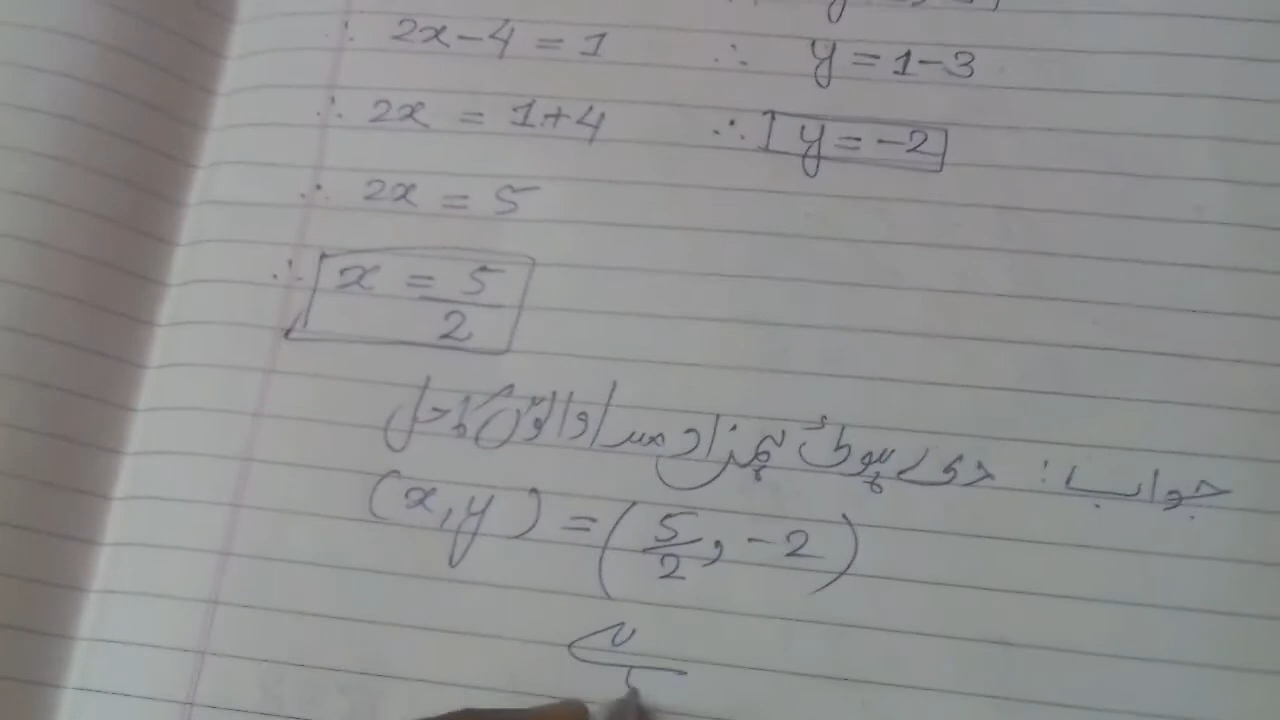 ∴ 2x-4 = 1
∴ 2x = 1+4
∴ 2x = 5
∴ x = 5/2
∴ y = 1-3
∴ y = -2
جواب : دی ہوئی ہمزاد مساواتوں کا حل
(x,y) = (5/2, -2)
ہے